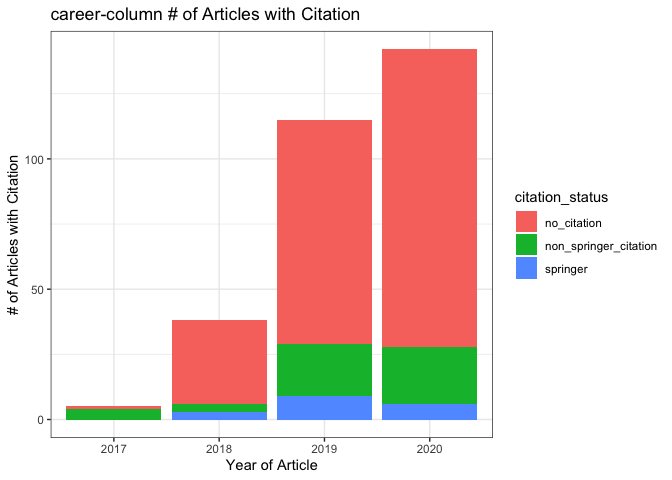 career-column # of Articles with Citation
# of Articles with Citation
100
50
0
2017
2018
2019
2020
Year of Article
citation_status
no_citation
non_springer_citation
springer